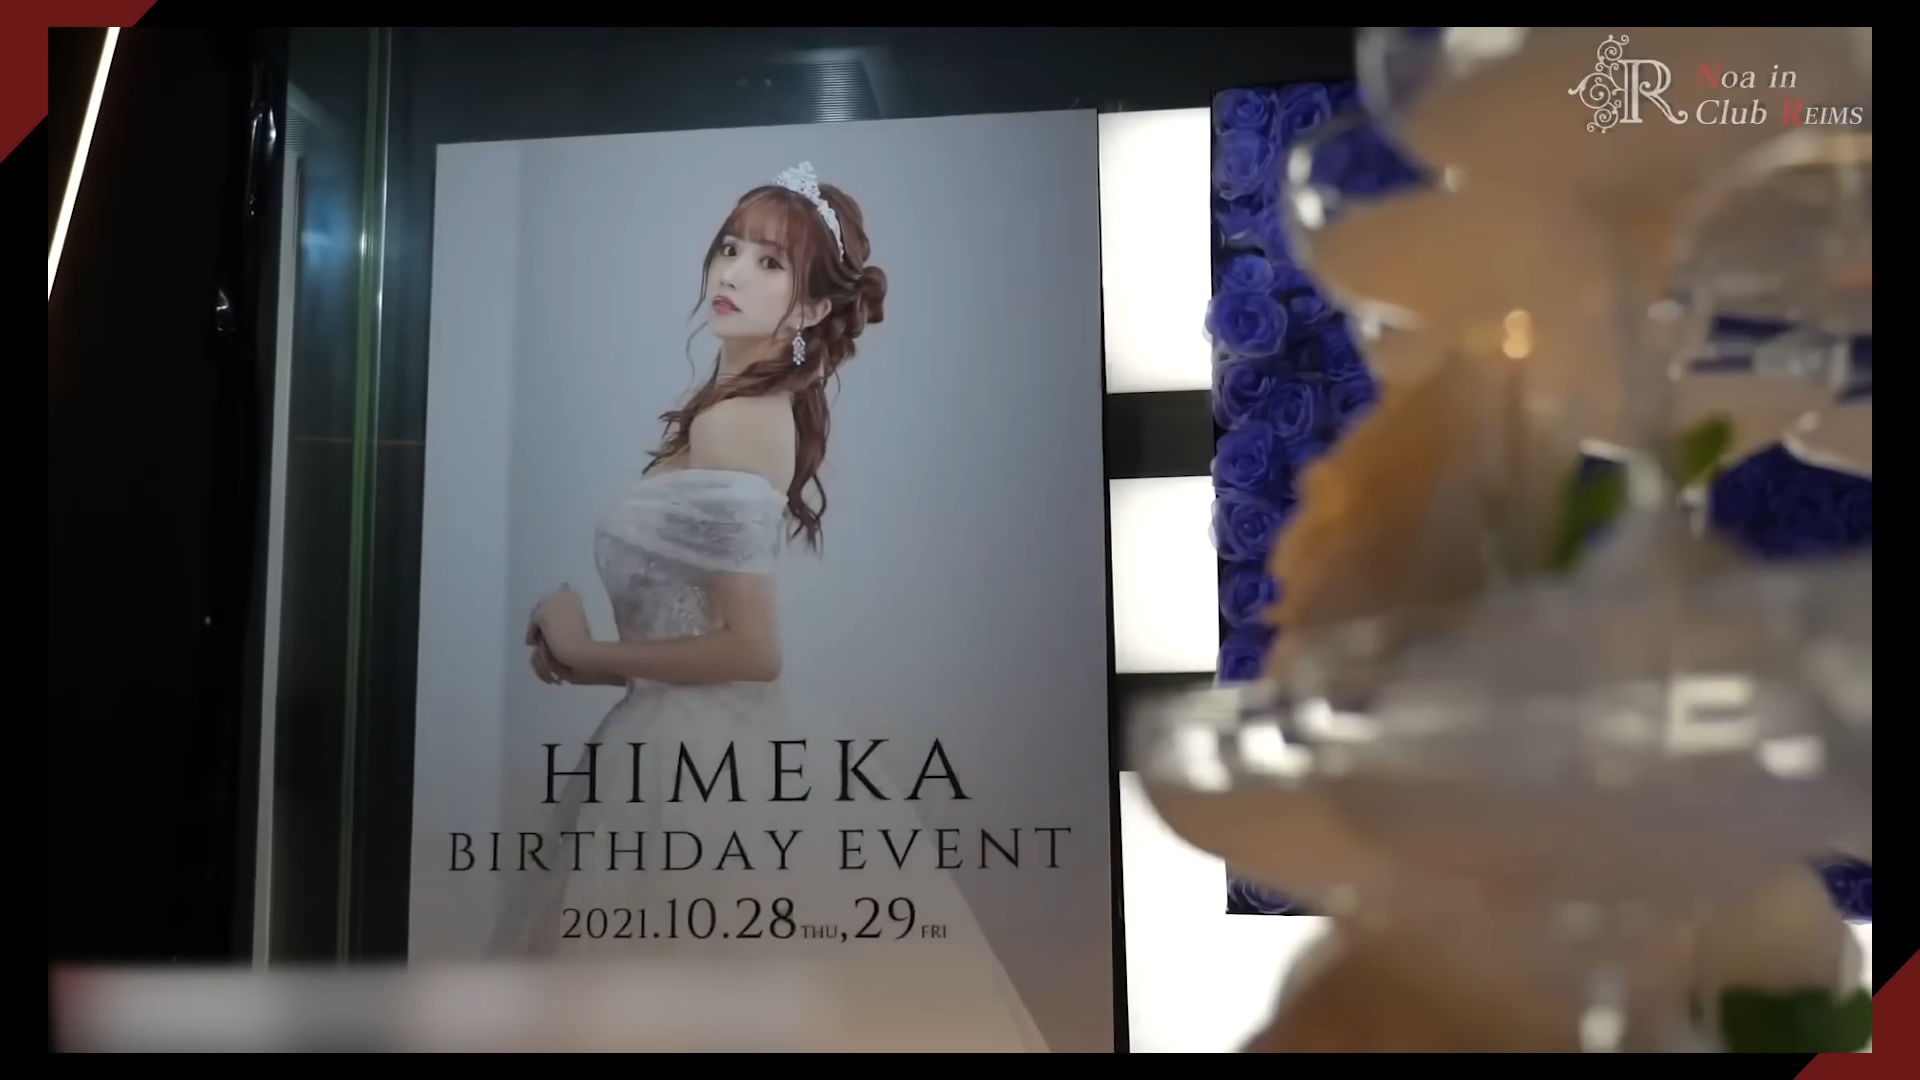 R Noa in
Club REIMS
HIMEKA
BIRTHDAY EVENT
2021.10.28THU,29FRI